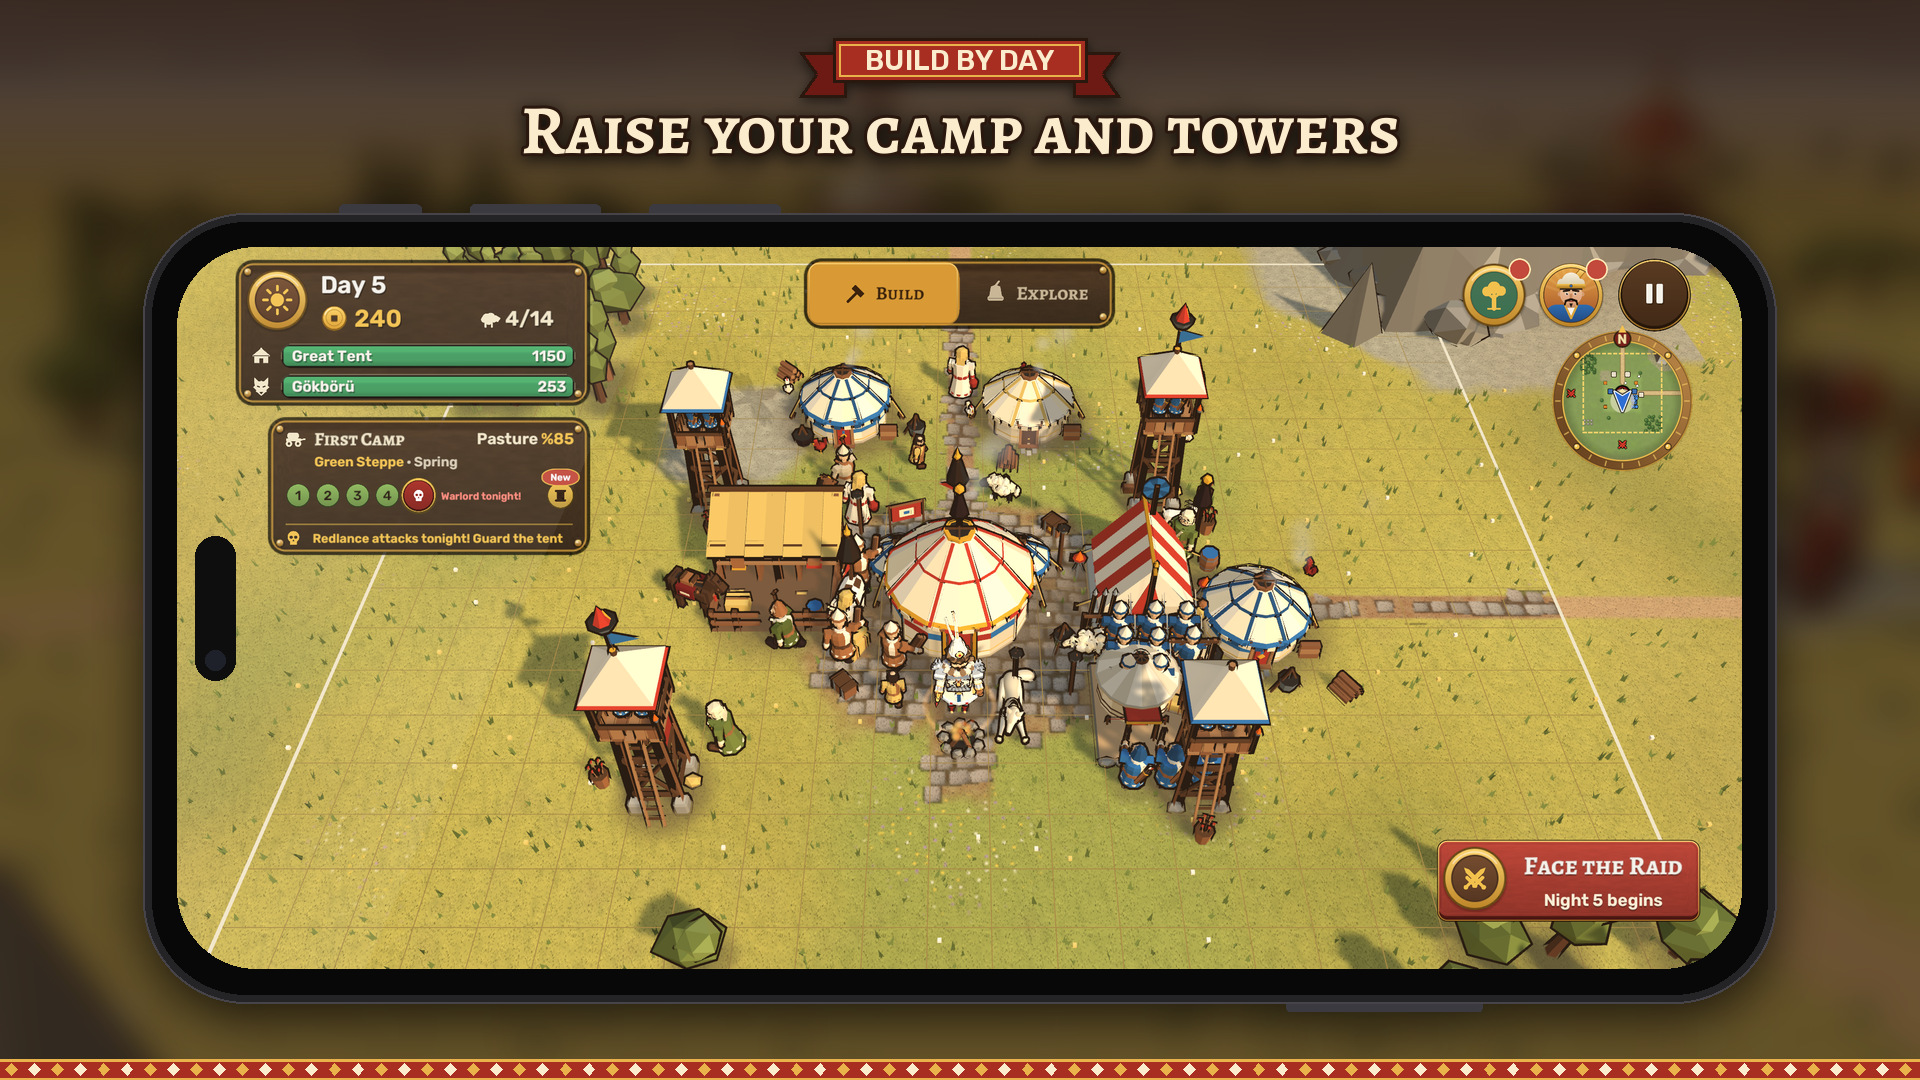 BUILD BY DAY
RAISE YOUR CAMP AND TOWERS
Day 5
240
4/14
Great Tent 1150
Gökbörü 253
BUILD
EXPLORE
N
FIRST CAMP
Pasture %85
Green Steppe • Spring
New
1 2 3 4 Warlord tonight!
Redlance attacks tonight! Guard the tent
FACE THE RAID
Night 5 begins